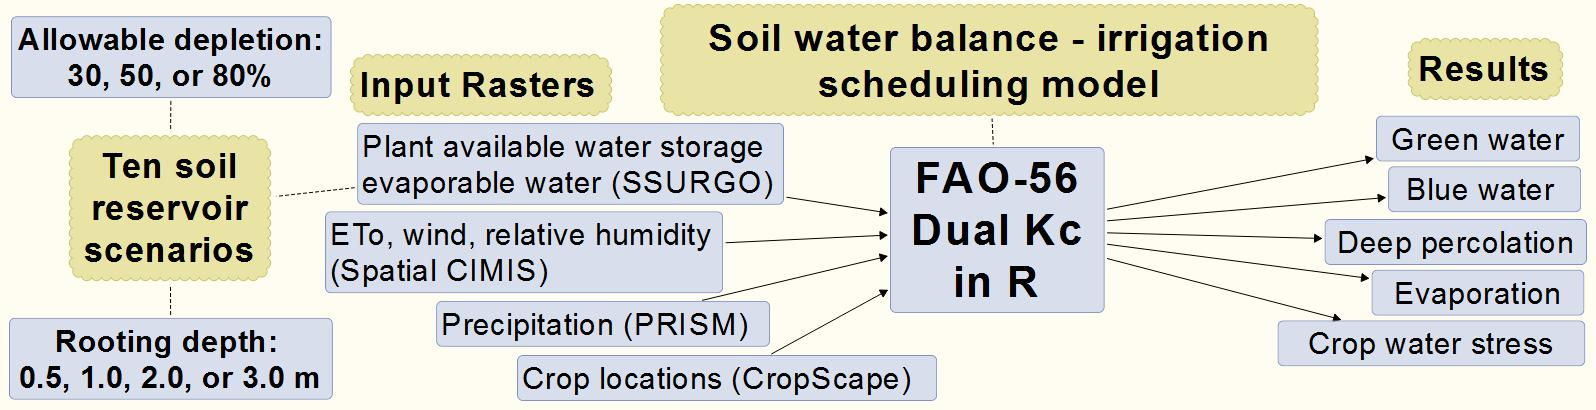 Allowable depletion:
30, 50, or 80%
Ten soil
reservoir
scenarios
Rooting depth:
0.5, 1.0, 2.0, or 3.0 m
Input Rasters
Plant available water storage
evaporable water (SSURGO)
ETo, wind, relative humidity
(Spatial CIMIS)
Precipitation (PRISM)
Crop locations (CropScape)
Soil water balance - irrigation
scheduling model
FAO-56
Dual Kc
in R
Results
Green water
Blue water
Deep percolation
Evaporation
Crop water stress